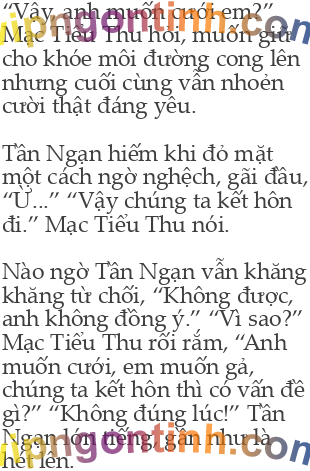 “Vậy, anh muốn cưới em?”
Mạc Tiểu Thu hỏi, muốn giữ
cho khóe môi đường cong lên
nhưng cuối cùng vẫn nhoẻn
cười thật đáng yêu.
Tần Ngạn hiếm khi đỏ mặt
một cách ngờ nghệch, gãi đầu,
“Ừ...” “Vậy chúng ta kết hôn
đi.” Mạc Tiểu Thu nói.
Nào ngờ Tần Ngạn vẫn khăng
khăng từ chối, “Không được,
anh không đồng ý.” “Vì sao?”
Mạc Tiểu Thu rối rắm, “Anh
muốn cưới, em muốn gả,
chúng ta kết hôn thì có vấn đề
gì?” “Không đúng lúc!” Tần
Ngạn lớn tiếng, gần như là
hét lên.
vipngontinh.com
vipngontinh.com